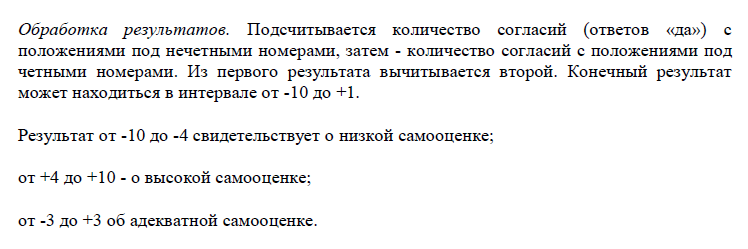 Обработка результатов. Подсчитывается количество согласий (ответов «да») с
положениями под нечетными номерами, затем - количество согласий с положениями под
четными номерами. Из первого результата вычитывается второй. Конечный результат
может находиться в интервале от -10 до +1.
Результат от -10 до -4 свидетельствует о низкой самооценке;
от +4 до +10 - о высокой самооценке;
от -3 до +3 об адекватной самооценке.